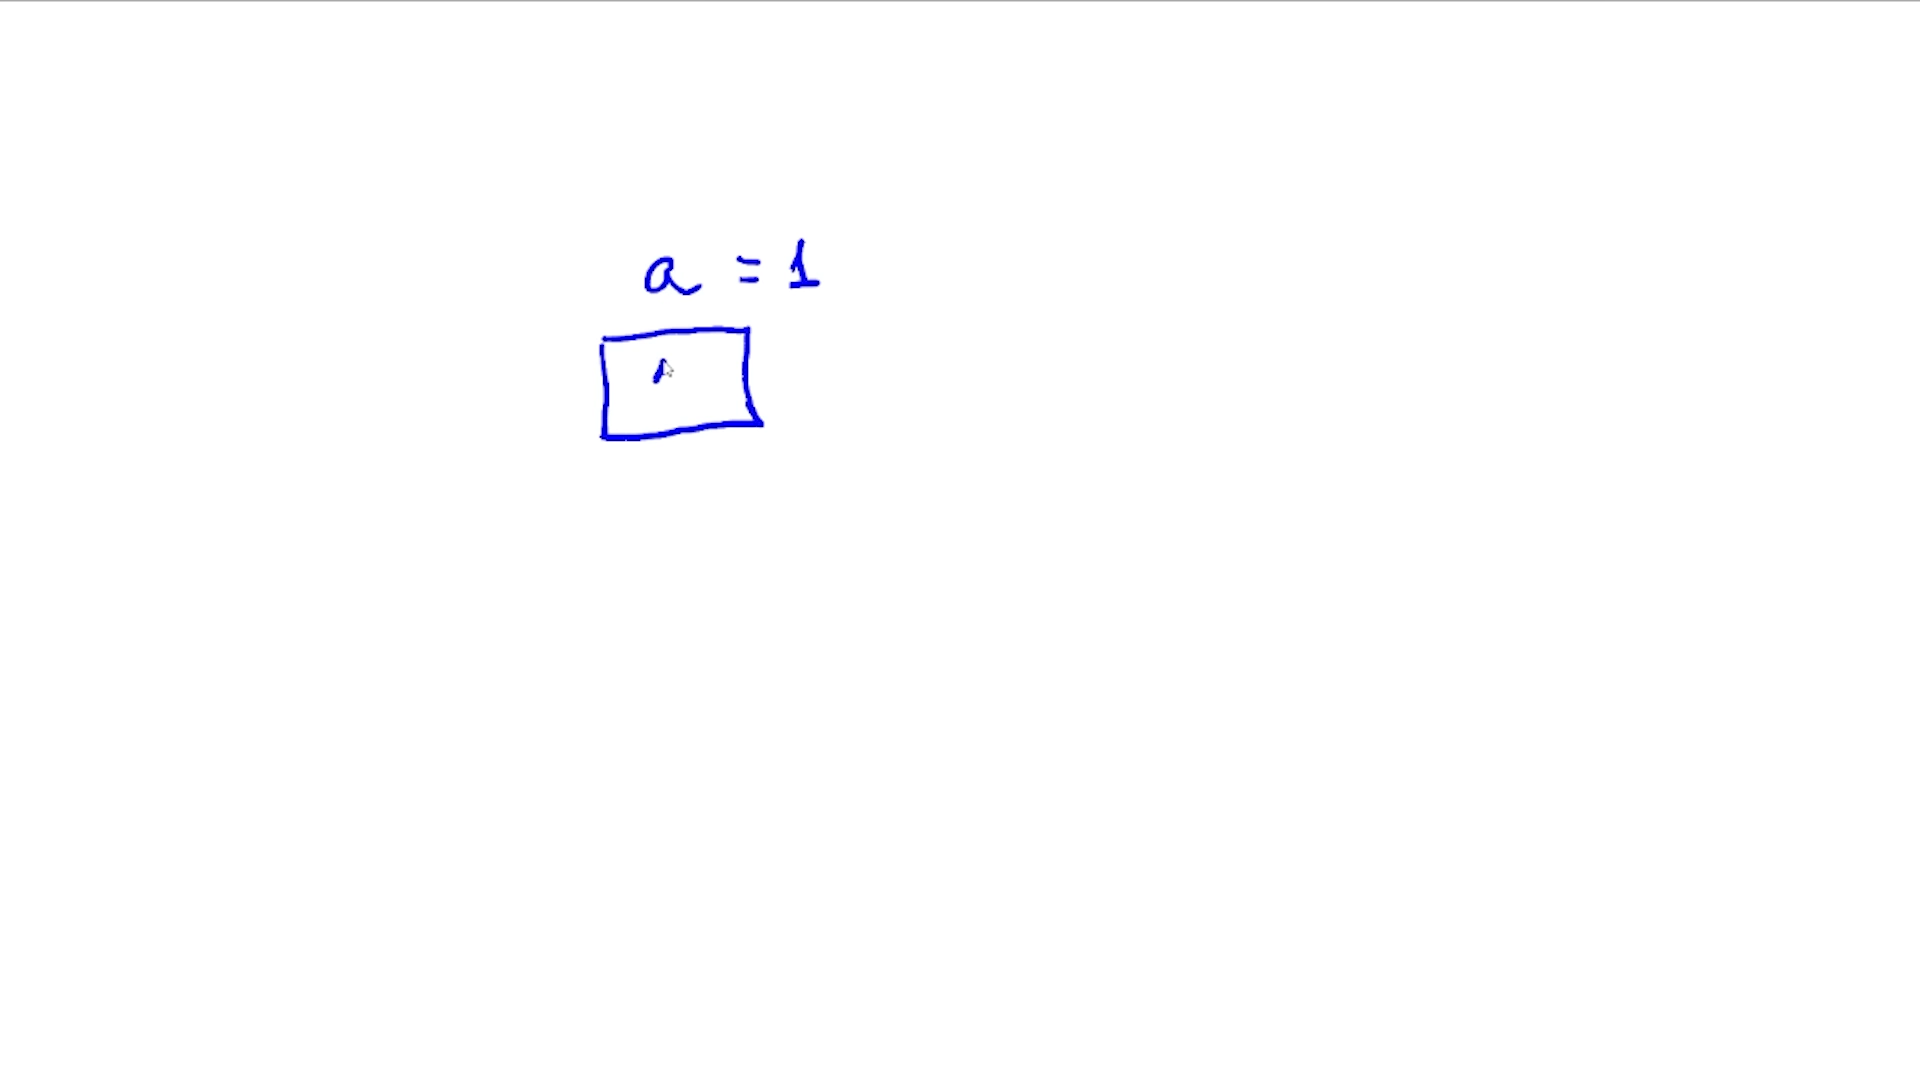 a = 1